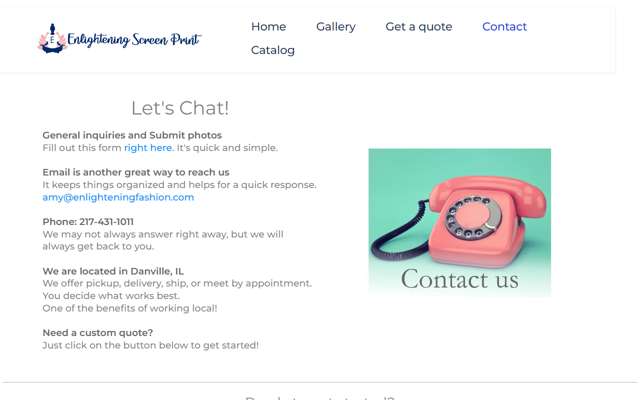 E
Enlightening Screen Print
Home
Gallery
Get a quote
Contact
Catalog
Let's Chat!
General inquiries and Submit photos
Fill out this form right here. It's quick and simple.
Email is another great way to reach us
It keeps things organized and helps for a quick response.
amy@enlighteningfashion.com
Phone: 217-431-1011
We may not always answer right away, but we will
always get back to you.
We are located in Danville, IL
We offer pickup, delivery, ship, or meet by appointment.
You decide what works best.
One of the benefits of working local!
Need a custom quote?
Just click on the button below to get started!
Contact us